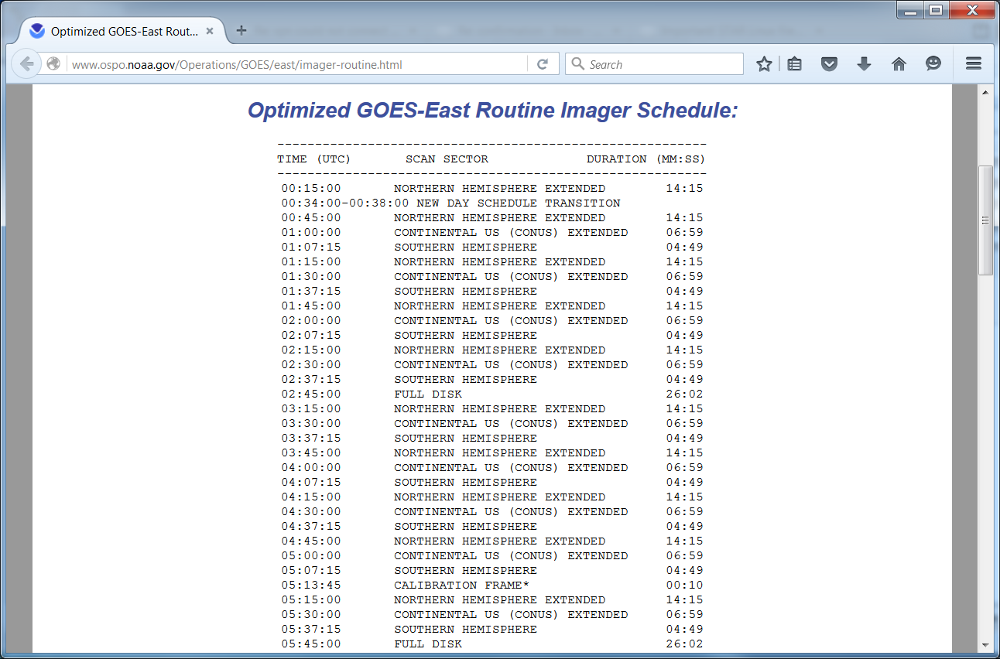 Optimized GOES-East Rout...
www.ospo.noaa.gov/Operations/GOES/east/imager-routine.html
Search
Optimized GOES-East Routine Imager Schedule:
---------------------------------------------------------
TIME (UTC) SCAN SECTOR DURATION (MM:SS)
---------------------------------------------------------
00:15:00 NORTHERN HEMISPHERE EXTENDED 14:15
00:34:00-00:38:00 NEW DAY SCHEDULE TRANSITION
00:45:00 NORTHERN HEMISPHERE EXTENDED 14:15
01:00:00 CONTINENTAL US (CONUS) EXTENDED 06:59
01:07:15 SOUTHERN HEMISPHERE 04:49
01:15:00 NORTHERN HEMISPHERE EXTENDED 14:15
01:30:00 CONTINENTAL US (CONUS) EXTENDED 06:59
01:37:15 SOUTHERN HEMISPHERE 04:49
01:45:00 NORTHERN HEMISPHERE EXTENDED 14:15
02:00:00 CONTINENTAL US (CONUS) EXTENDED 06:59
02:07:15 SOUTHERN HEMISPHERE 04:49
02:15:00 NORTHERN HEMISPHERE EXTENDED 14:15
02:30:00 CONTINENTAL US (CONUS) EXTENDED 06:59
02:37:15 SOUTHERN HEMISPHERE 04:49
02:45:00 FULL DISK 26:02
03:15:00 NORTHERN HEMISPHERE EXTENDED 14:15
03:30:00 CONTINENTAL US (CONUS) EXTENDED 06:59
03:37:15 SOUTHERN HEMISPHERE 04:49
03:45:00 NORTHERN HEMISPHERE EXTENDED 14:15
04:00:00 CONTINENTAL US (CONUS) EXTENDED 06:59
04:07:15 SOUTHERN HEMISPHERE 04:49
04:15:00 NORTHERN HEMISPHERE EXTENDED 14:15
04:30:00 CONTINENTAL US (CONUS) EXTENDED 06:59
04:37:15 SOUTHERN HEMISPHERE 04:49
04:45:00 NORTHERN HEMISPHERE EXTENDED 14:15
05:00:00 CONTINENTAL US (CONUS) EXTENDED 06:59
05:07:15 SOUTHERN HEMISPHERE 04:49
05:13:45 CALIBRATION FRAME* 00:10
05:15:00 NORTHERN HEMISPHERE EXTENDED 14:15
05:30:00 CONTINENTAL US (CONUS) EXTENDED 06:59
05:37:15 SOUTHERN HEMISPHERE 04:49
05:45:00 FULL DISK 26:02